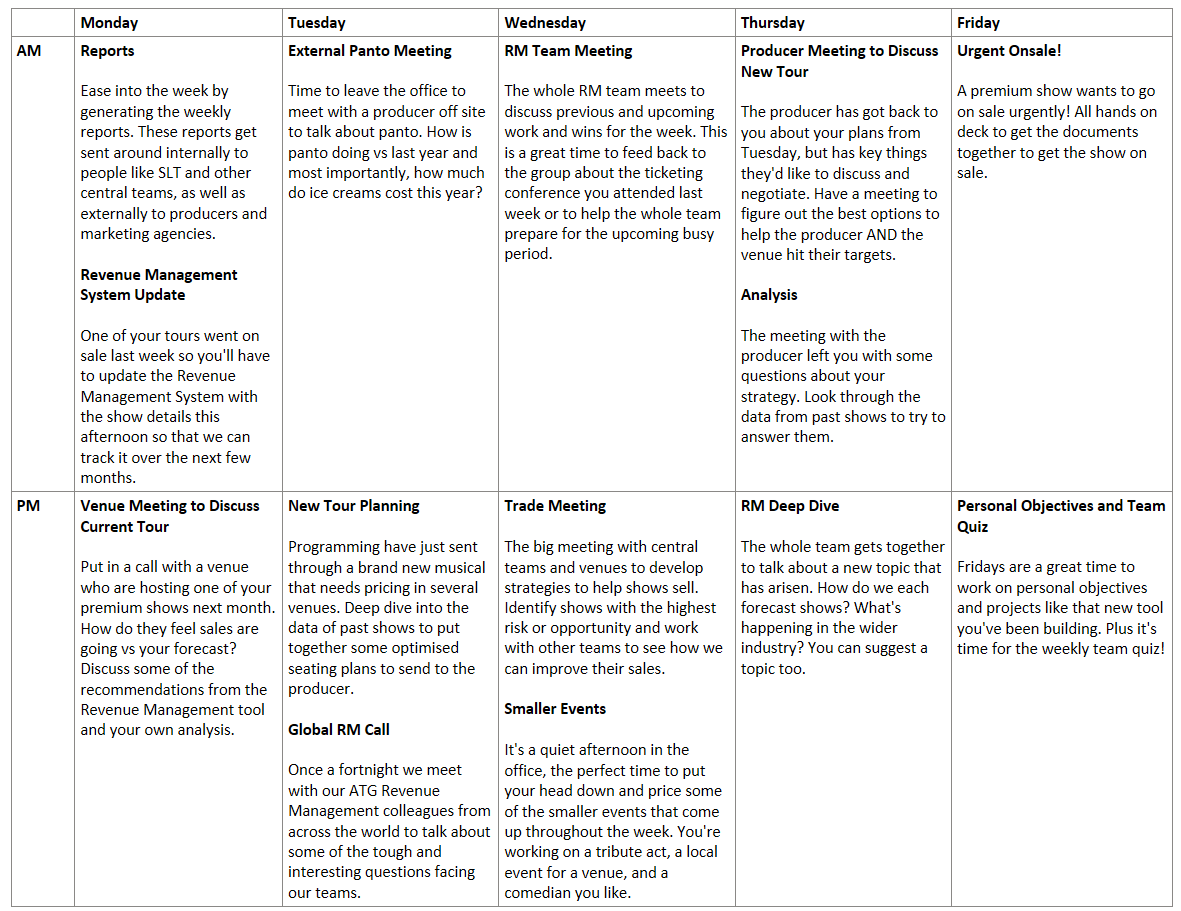 Monday
Tuesday
Wednesday
Thursday
Friday
AM
Reports
Ease into the week by
generating the weekly
reports. These reports get
sent around internally to
people like SLT and other
central teams, as well as
externally to producers and
marketing agencies.
Revenue Management
System Update
One of your tours went on
sale last week so you'll have
to update the Revenue
Management System with
the show details this
afternoon so that we can
track it over the next few
months.
External Panto Meeting
Time to leave the office to
meet with a producer off site
to talk about panto. How is
panto doing vs last year and
most importantly, how much
do ice creams cost this year?
RM Team Meeting
The whole RM team meets to
discuss previous and upcoming
work and wins for the week. This
is a great time to feed back to
the group about the ticketing
conference you attended last
week or to help the whole team
prepare for the upcoming busy
period.
Producer Meeting to Discuss
New Tour
The producer has got back to
you about your plans from
Tuesday, but has key things
they'd like to discuss and
negotiate. Have a meeting to
figure out the best options to
help the producer AND the
venue hit their targets.
Analysis
The meeting with the
producer left you with some
questions about your
strategy. Look through the
data from past shows to try to
answer them.
Urgent Onsale!
A premium show wants to go
on sale urgently! All hands on
deck to get the documents
together to get the show on
sale.
PM
Venue Meeting to Discuss
Current Tour
Put in a call with a venue
who are hosting one of your
premium shows next month.
How do they feel sales are
going vs your forecast?
Discuss some of the
recommendations from the
Revenue Management tool
and your own analysis.
New Tour Planning
Programming have just sent
through a brand new musical
that needs pricing in several
venues. Deep dive into the
data of past shows to put
together some optimised
seating plans to send to the
producer.
Global RM Call
Once a fortnight we meet
with our ATG Revenue
Management colleagues from
across the world to talk about
some of the tough and
interesting questions facing
our teams.
Trade Meeting
The big meeting with central
teams and venues to develop
strategies to help shows sell.
Identify shows with the highest
risk or opportunity and work
with other teams to see how we
can improve their sales.
Smaller Events
It's a quiet afternoon in the
office, the perfect time to put
your head down and price some
of the smaller events that come
up throughout the week. You're
working on a tribute act, a local
event for a venue, and a
comedian you like.
RM Deep Dive
The whole team gets together
to talk about a new topic that
has arisen. How do we each
forecast shows? What's
happening in the wider
industry? You can suggest a
topic too.
Personal Objectives and Team
Quiz
Fridays are a great time to
work on personal objectives
and projects like that new tool
you've been building. Plus it's
time for the weekly team quiz!